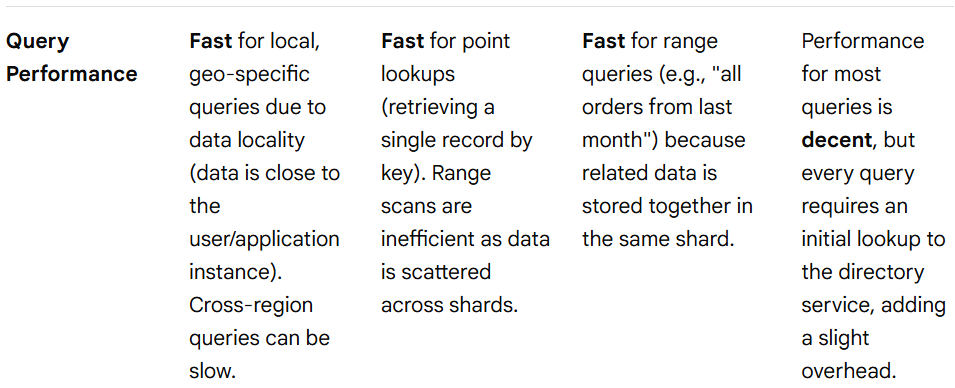 Query
Performance
Fast for local,
geo-specific
queries due to
data locality
(data is close to
the
user/application
instance).
Cross-region
queries can be
slow.
Fast for point
lookups
(retrieving a
single record by
key). Range
scans are
inefficient as data
is scattered
across shards.
Fast for range
queries (e.g., "all
orders from last
month") because
related data is
stored together in
the same shard.
Performance
for most
queries is
decent, but
every query
requires an
initial lookup to
the directory
service, adding
a slight
overhead.